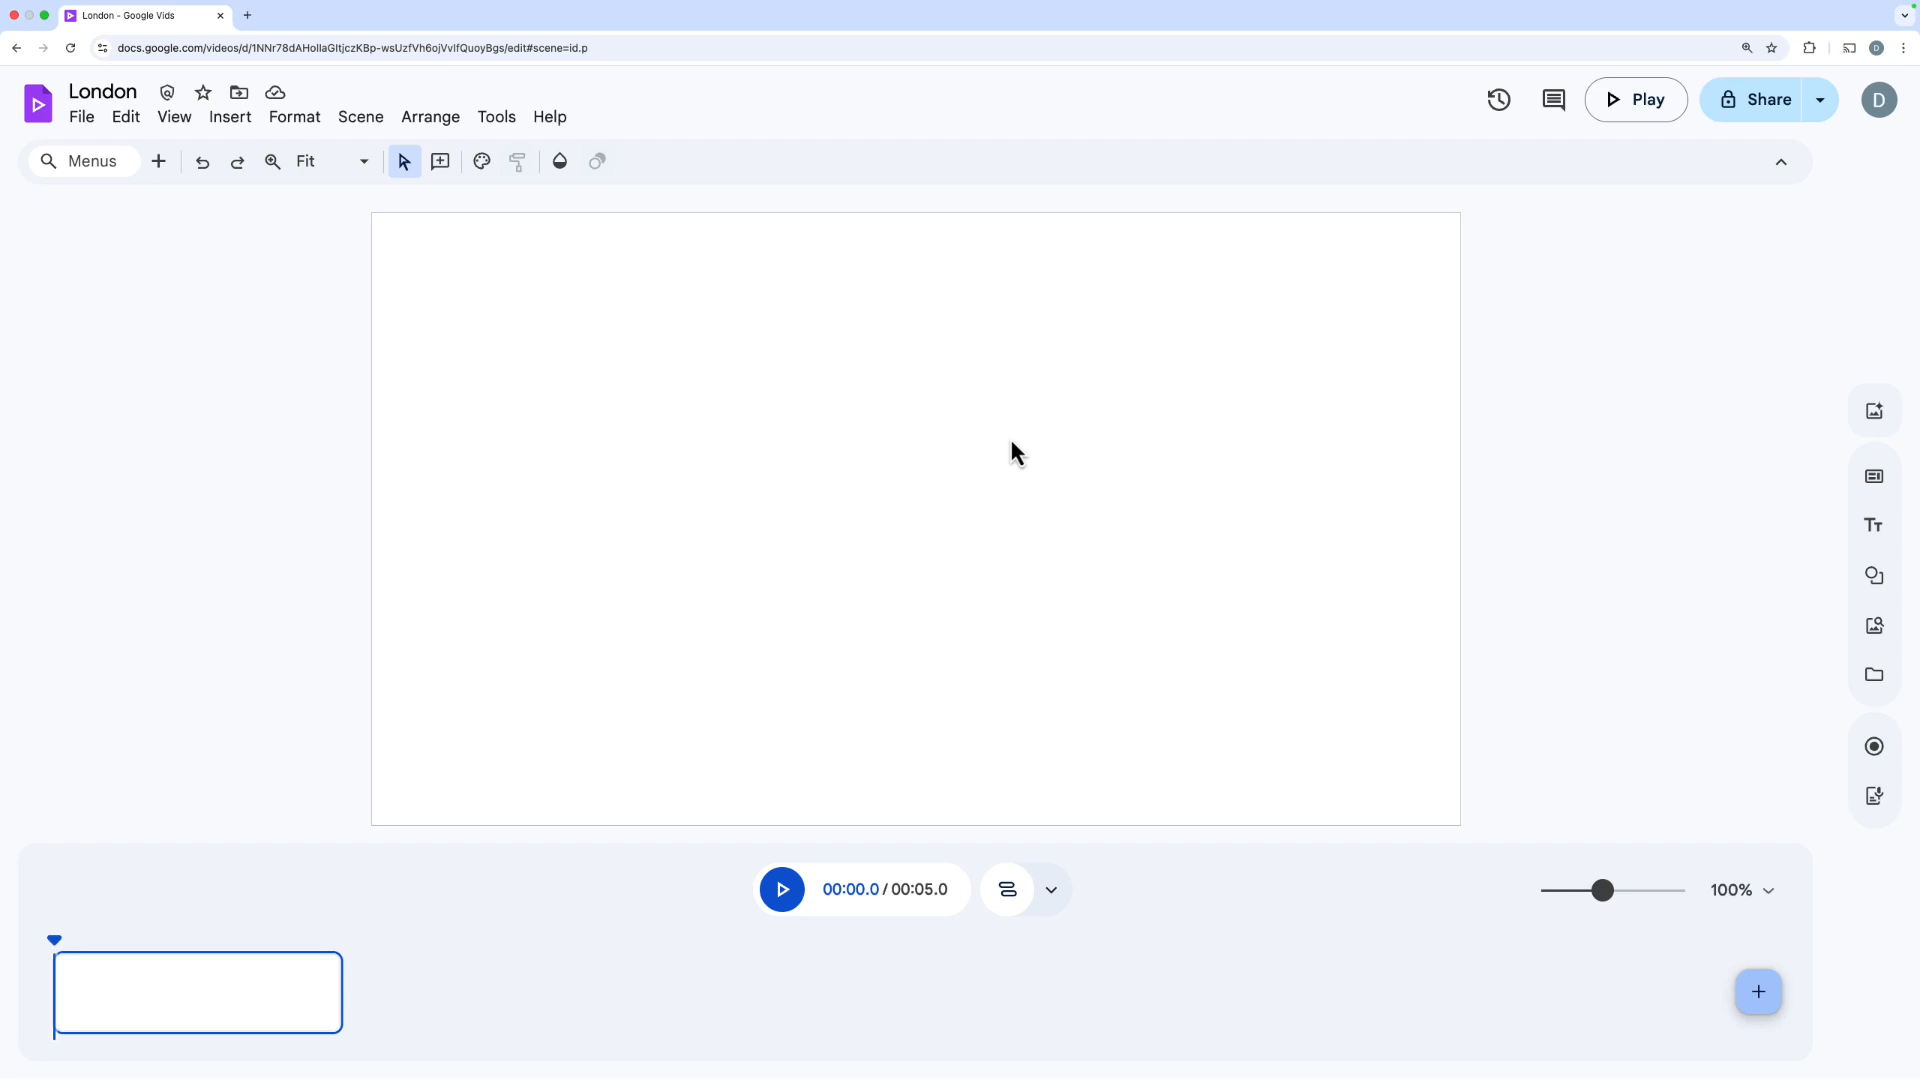 London - Google Vids
docs.google.com/videos/d/1NNr78dAHollaGltjczKBp-wsUzfVh6ojVvlfQuoyBgs/edit#scene=id.p
D
London
File Edit View Insert Format Scene Arrange Tools Help
Play
Share
D
Menus
Fit
Tt
00:00.0 / 00:05.0
100%